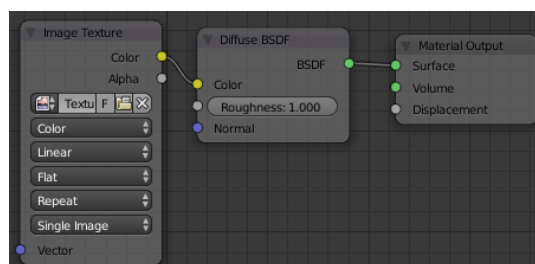 Image Texture
Color
Alpha
Textu F
Color
Linear
Flat
Repeat
Single Image
Vector
Diffuse BSDF
BSDF
Color
Roughness: 1.000
Normal
Material Output
Surface
Volume
Displacement